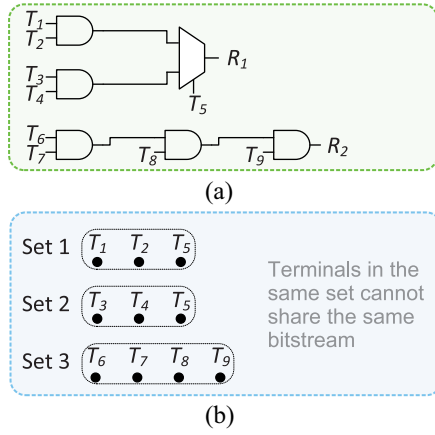 T1
T2
T3
T4
T5
R1
T6
T7
T8
T9
R2
(a)
Set 1 T1 T2 T5
Set 2 T3 T4 T5
Set 3 T6 T7 T8 T9
Terminals in the
same set cannot
share the same
bitstream
(b)